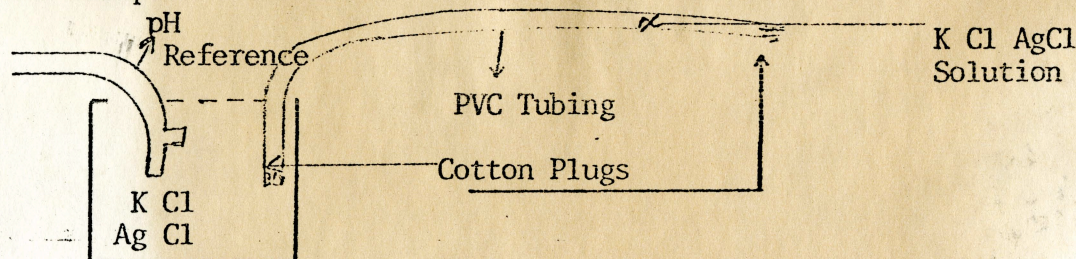 pH
Reference
K Cl AgCl
Solution
PVC Tubing
Cotton Plugs
K Cl
Ag Cl